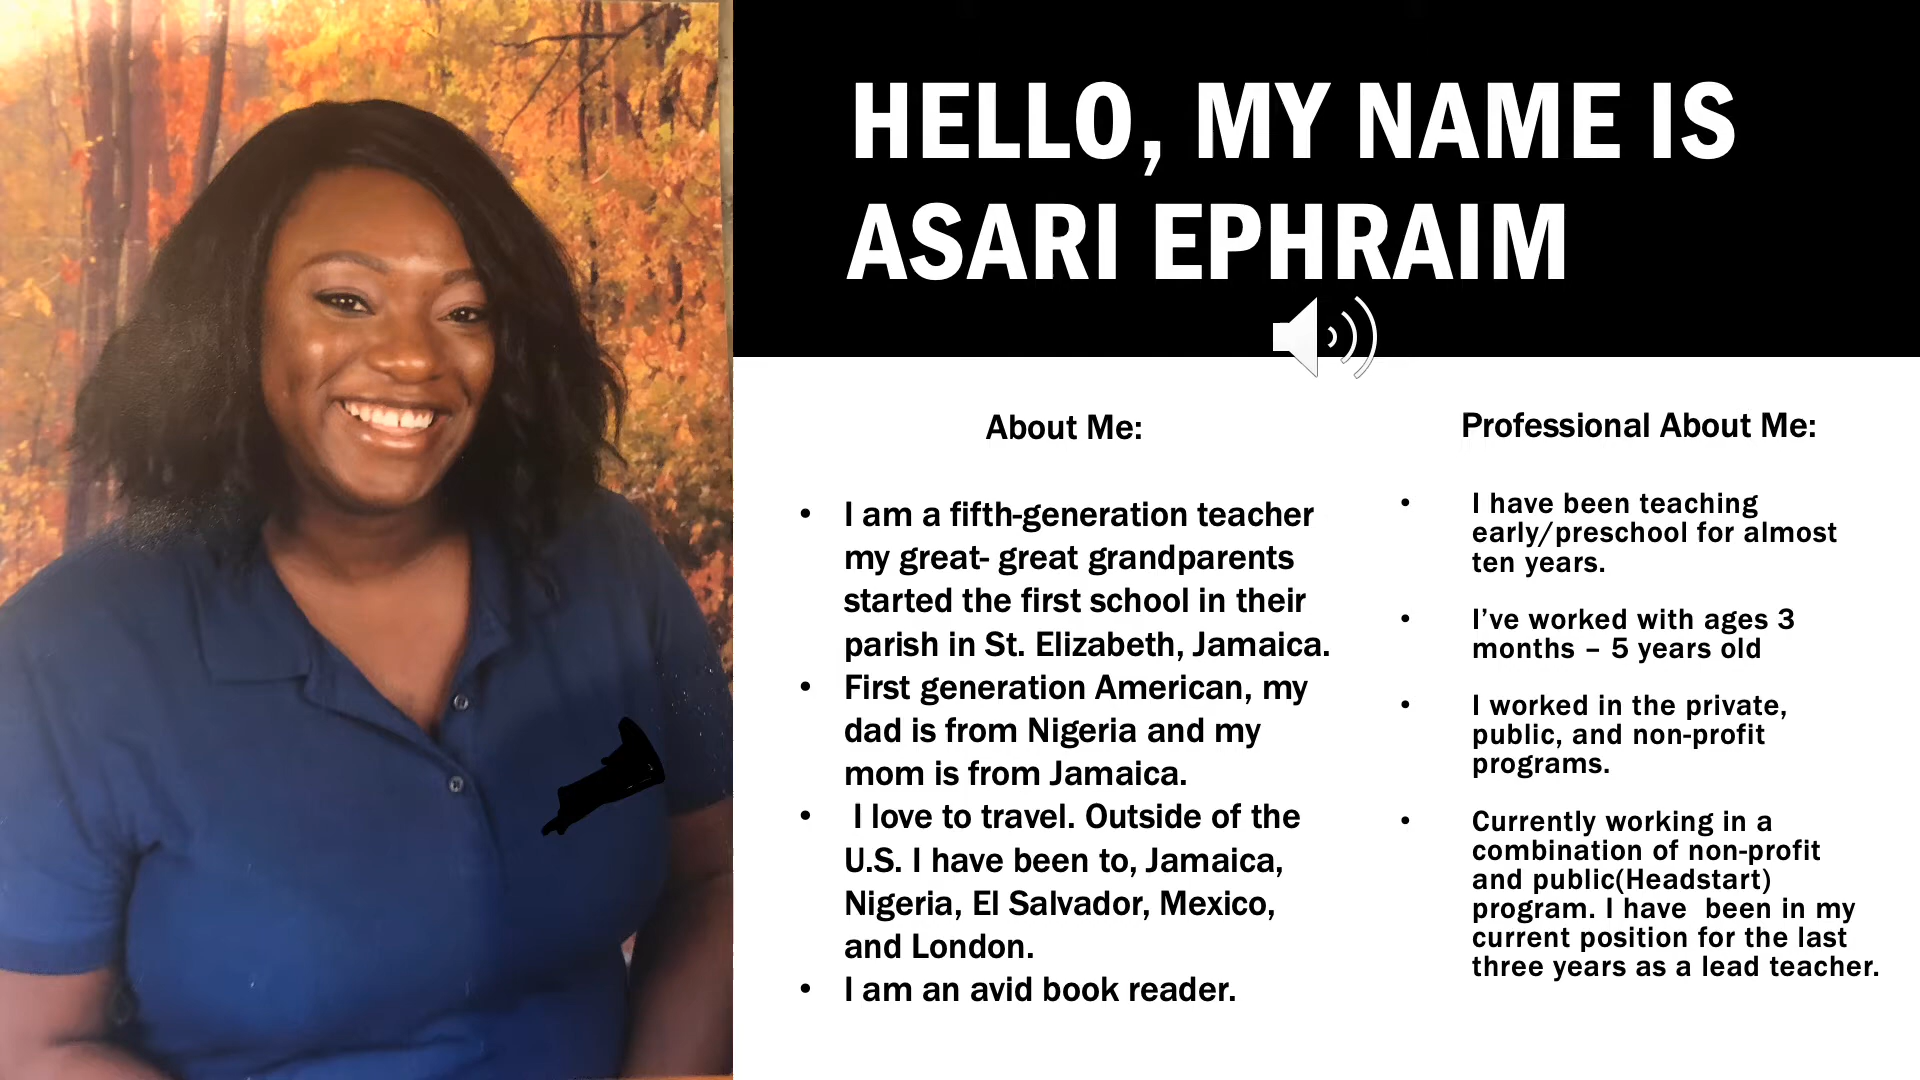 HELLO, MY NAME IS
ASARI EPHRAIM
About Me:
• I am a fifth-generation teacher
my great- great grandparents
started the first school in their
parish in St. Elizabeth, Jamaica.
• First generation American, my
dad is from Nigeria and my
mom is from Jamaica.
• I love to travel. Outside of the
U.S. I have been to, Jamaica,
Nigeria, El Salvador, Mexico,
and London.
• I am an avid book reader.
Professional About Me:
• I have been teaching
early/preschool for almost
ten years.
• I’ve worked with ages 3
months – 5 years old
• I worked in the private,
public, and non-profit
programs.
• Currently working in a
combination of non-profit
and public(Headstart)
program. I have  been in my
current position for the last
three years as a lead teacher.